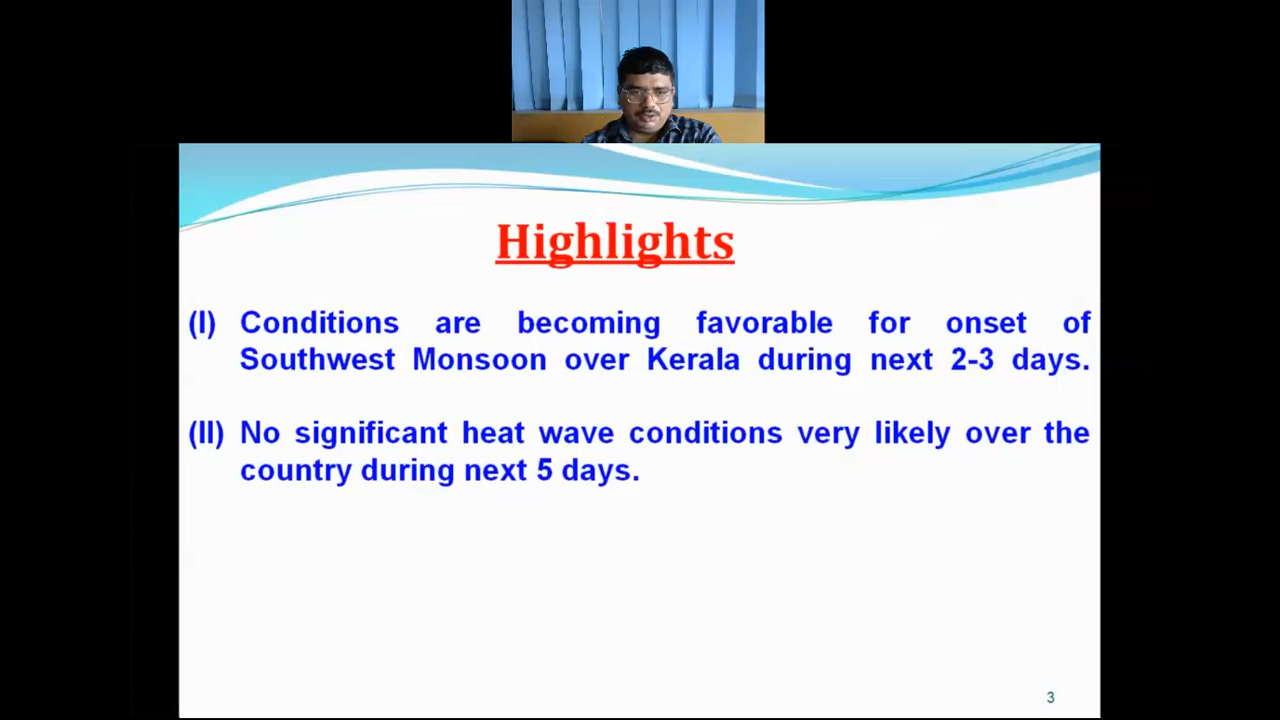 Highlights
(I) Conditions are becoming favorable for onset of
Southwest Monsoon over Kerala during next 2-3 days.
(II) No significant heat wave conditions very likely over the
country during next 5 days.
3